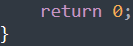 return 0;
}